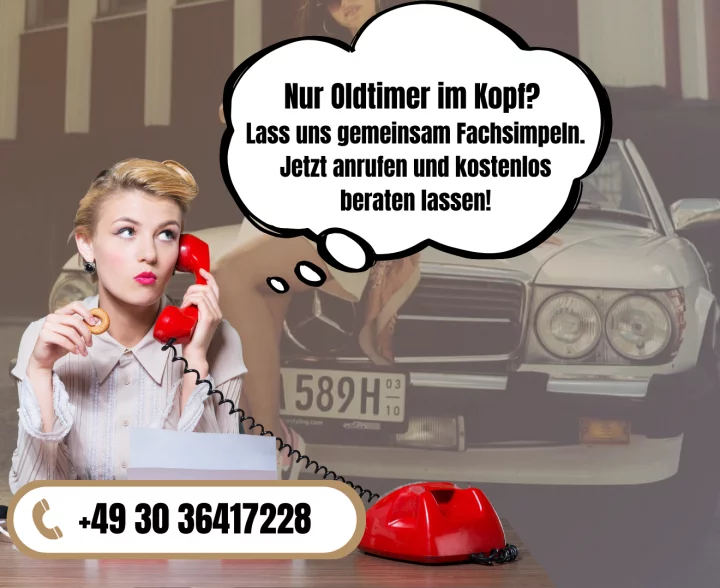 Nur Oldtimer im Kopf?
Lass uns gemeinsam Fachsimpeln.
Jetzt anrufen und kostenlos
beraten lassen!
589H 03
10
+49 30 36417228